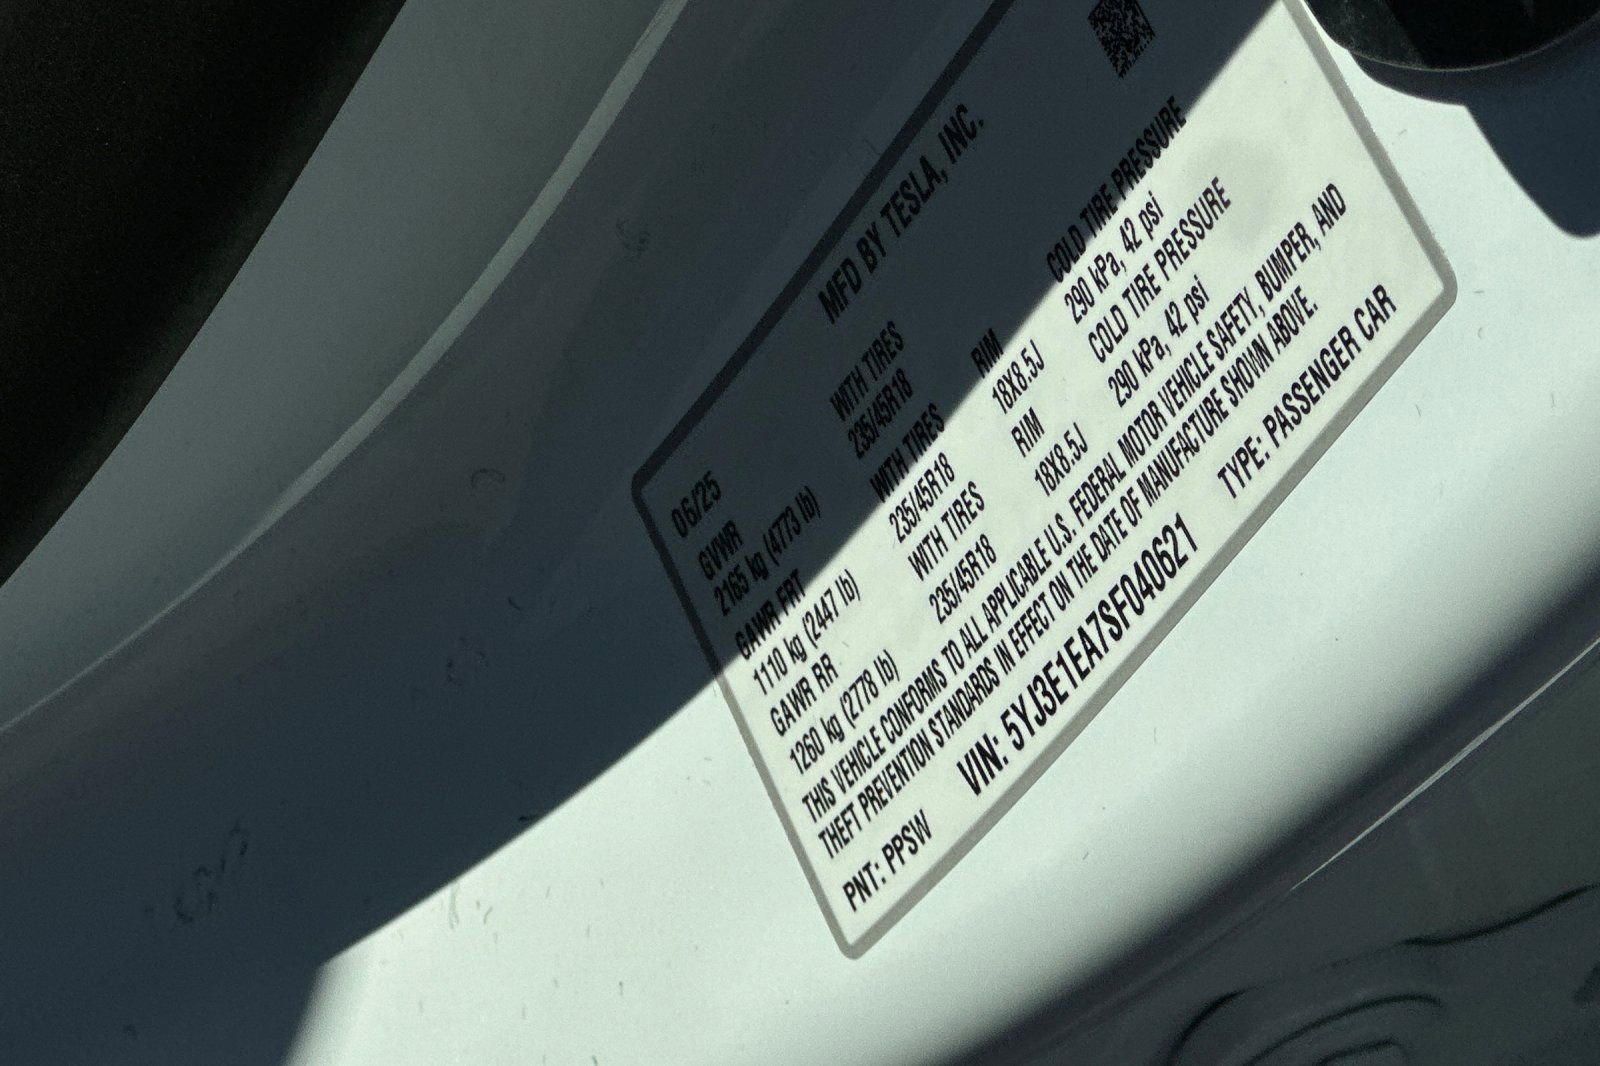 MFD BY TESLA, INC.
06/25
GVWR WITH TIRES RIM COLD TIRE PRESSURE
2165 kg (4773 lb) 235/45R18 18X8.5J 290 kPa, 42 psi
GAWR FRT WITH TIRES RIM COLD TIRE PRESSURE
1110 kg (2447 lb) 235/45R18 18X8.5J 290 kPa, 42 psi
GAWR RR WITH TIRES
1260 kg (2778 lb) 235/45R18
THIS VEHICLE CONFORMS TO ALL APPLICABLE U.S. FEDERAL MOTOR VEHICLE SAFETY, BUMPER, AND
THEFT PREVENTION STANDARDS IN EFFECT ON THE DATE OF MANUFACTURE SHOWN ABOVE.
VIN: 5YJ3E1EA7SF040621 TYPE: PASSENGER CAR
PNT: PPSW